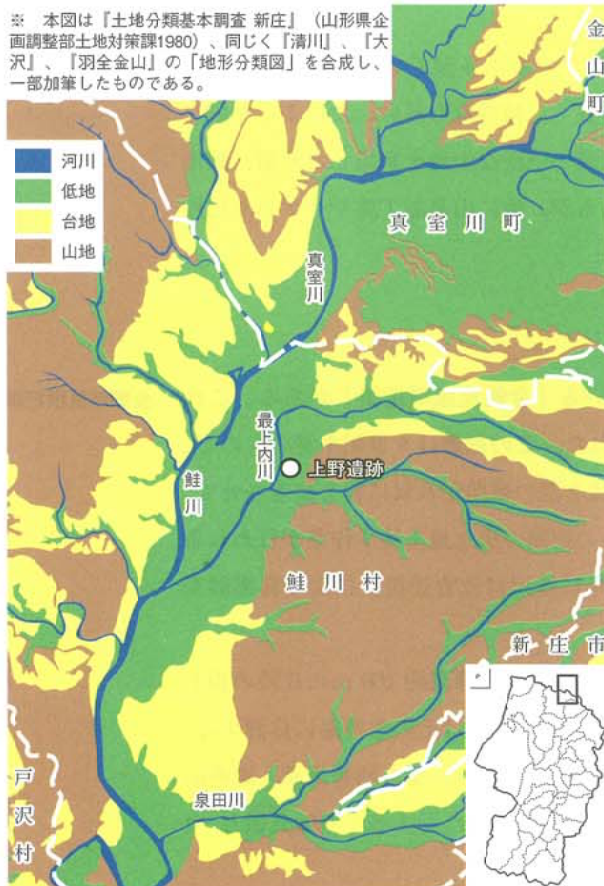 ※ 本図は『土地分類基本調査 新庄』（山形県企
画調整部土地対策課1980）、同じく『清川』、『大
沢』、『羽全金山』の「地形分類図」を合成し、
一部加筆したものである。
河川
低地
台地
山地
金山町
真室川町
真室川
最上内川
上野遺跡
鮭川
鮭川村
新庄市
戸沢村
泉田川